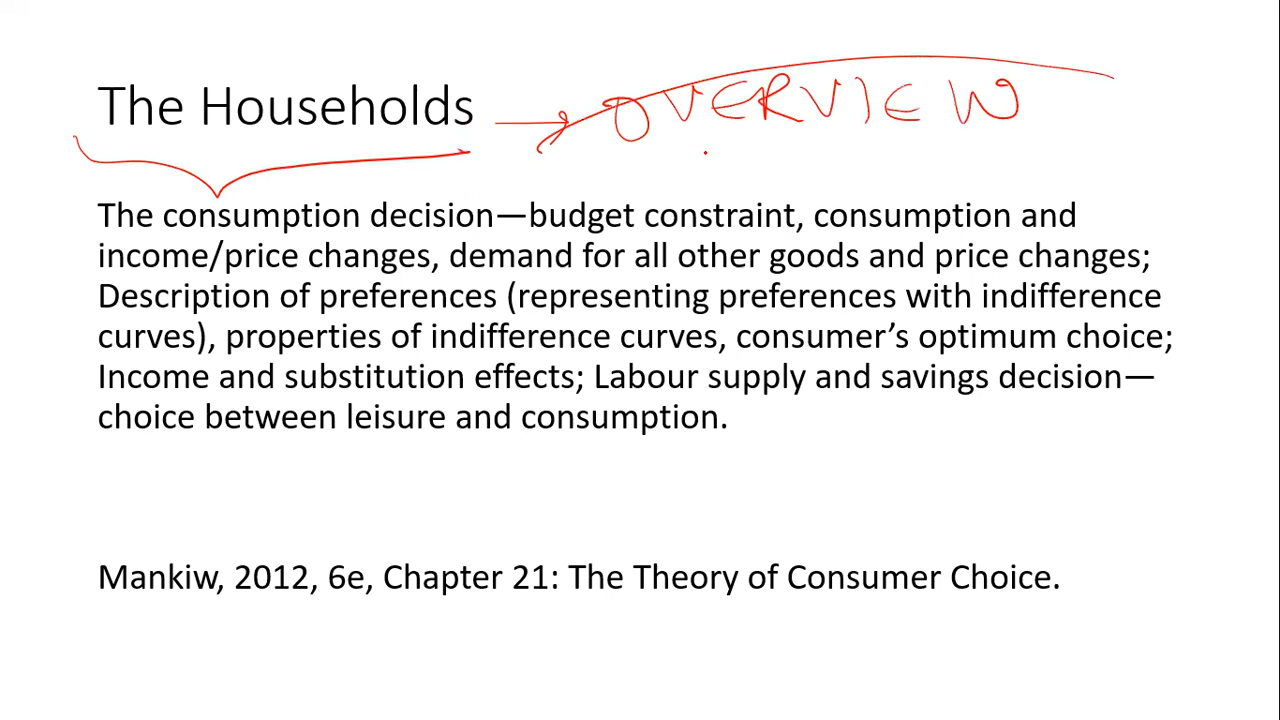 The Households → OVERVIEW
The consumption decision—budget constraint, consumption and
income/price changes, demand for all other goods and price changes;
Description of preferences (representing preferences with indifference
curves), properties of indifference curves, consumer’s optimum choice;
Income and substitution effects; Labour supply and savings decision—
choice between leisure and consumption.
Mankiw, 2012, 6e, Chapter 21: The Theory of Consumer Choice.